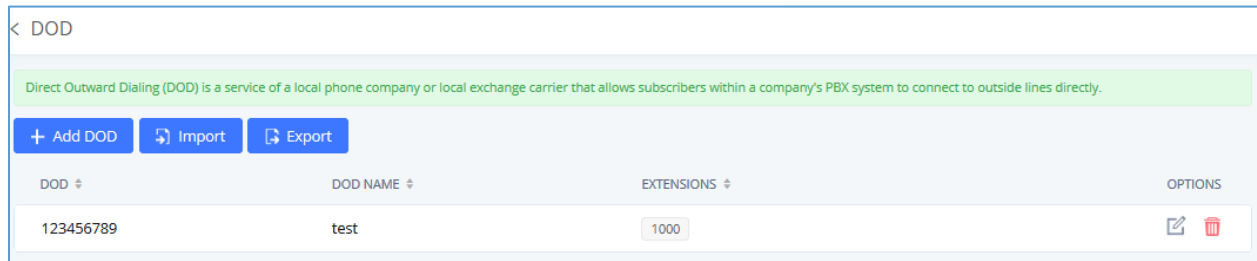 < DOD
Direct Outward Dialing (DOD) is a service of a local phone company or local exchange carrier that allows subscribers within a company's PBX system to connect to outside lines directly.
+ Add DOD Import Export
DOD DOD NAME EXTENSIONS OPTIONS
123456789 test 1000